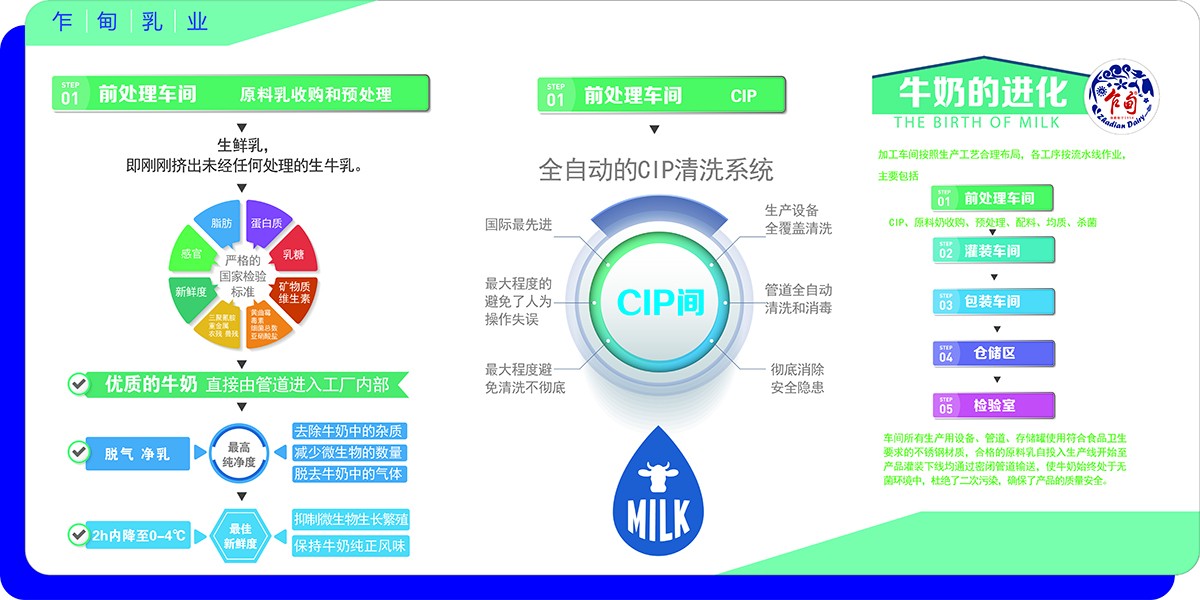 乍甸乳业
STEP 01 前处理车间 原料乳收购和预处理
生鲜乳，
即刚刚挤出未经任何处理的生牛乳。
脂肪
蛋白质
感官
乳糖
严格的
国家检验
标准
新鲜度
矿物质
维生素
三聚氰胺
重金属
农残 兽残
黄曲霉
毒素
细菌总数
亚硝酸盐
优质的牛奶 直接由管道进入工厂内部
脱气 净乳
最高
纯净度
去除牛奶中的杂质
减少微生物的数量
脱去牛奶中的气体
2h内降至0-4℃
最佳
新鲜度
抑制微生物生长繁殖
保持牛奶纯正风味
STEP 01 前处理车间 CIP
全自动的CIP清洗系统
国际最先进
生产设备
全覆盖清洗
最大程度的
避免了人为
操作失误
CIP间
管道全自动
清洗和消毒
最大程度避
免清洗不彻底
彻底消除
安全隐患
MILK
牛奶的进化
THE BIRTH OF MILK
乍甸
Zhadian Dairy
加工车间按照生产工艺合理布局，各工序按流水线作业，
主要包括
STEP 01 前处理车间
CIP、原料奶收购、预处理、配料、均质、杀菌
STEP 02 灌装车间
STEP 03 包装车间
STEP 04 仓储区
STEP 05 检验室
车间所有生产用设备、管道、存储罐使用符合食品卫生
要求的不锈钢材质，合格的原料乳自投入生产线开始至
产品灌装下线均通过密闭管道输送，使牛奶始终处于无
菌环境中，杜绝了二次污染，确保了产品的质量安全。